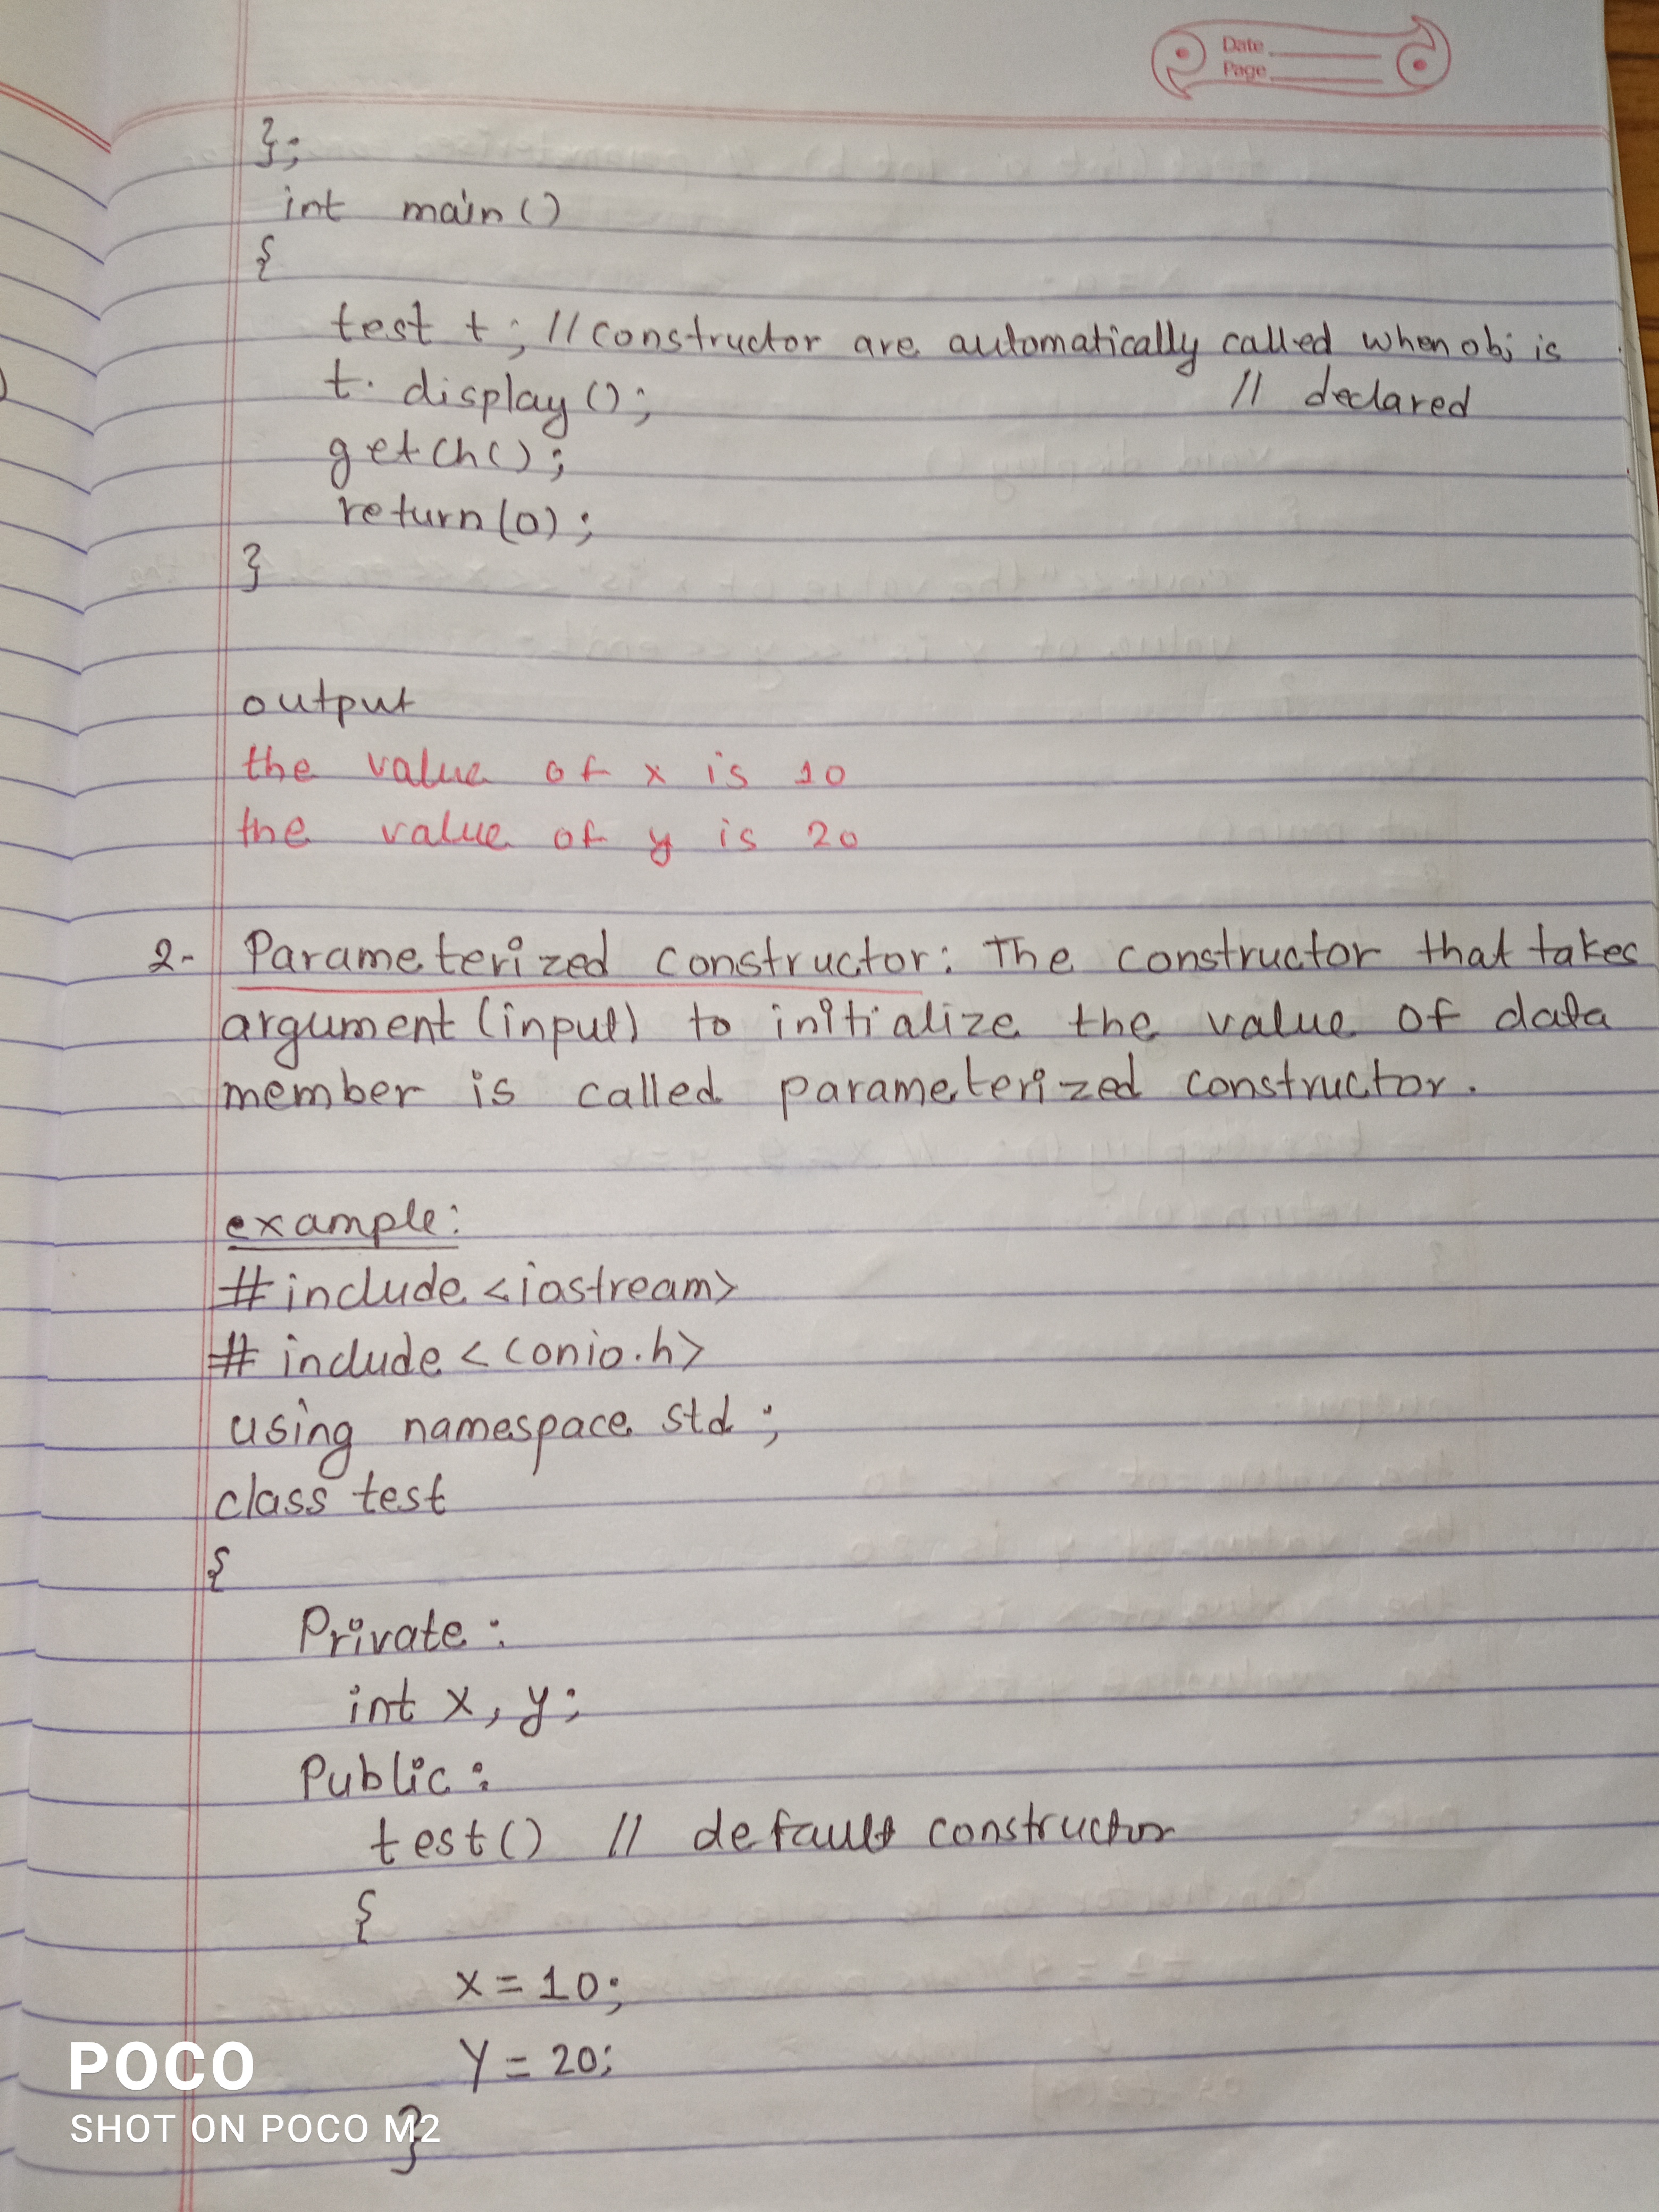 Date
Page
};
int main()
{
test t; // constructor are automatically called when obj is
t. display(); // declared
getch();
return(0);
}
output
the value of x is 10
the value of y is 20
2- Parameterized constructor: The constructor that takes
argument (input) to initialize the value of data
member is called parameterized constructor.
example:
# include <iostream>
# include <conio.h>
using namespace std;
class test
{
Private:
int x, y;
Public:
test() // default constructor
{
x = 10;
y = 20;
}
POCO
SHOT ON POCO M2